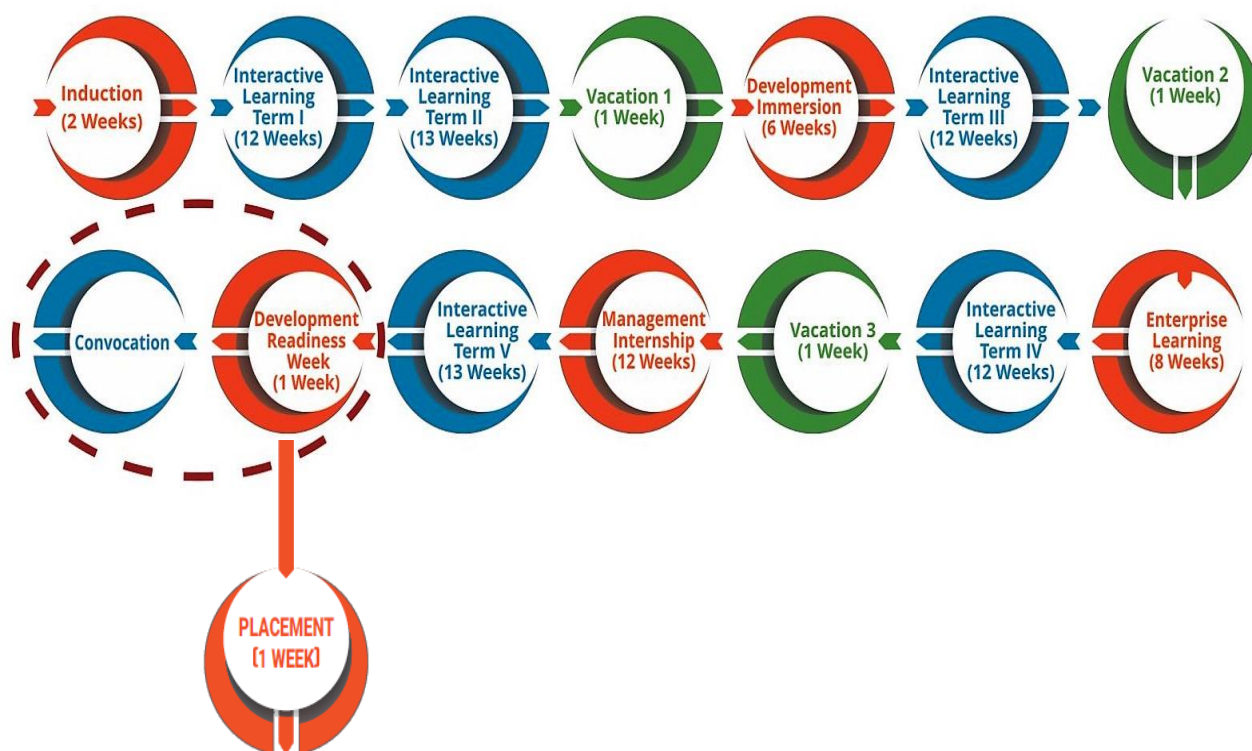 Induction
(2 Weeks)
Interactive
Learning
Term I
(12 Weeks)
Interactive
Learning
Term II
(13 Weeks)
Vacation 1
(1 Week)
Development
Immersion
(6 Weeks)
Interactive
Learning
Term III
(12 Weeks)
Vacation 2
(1 Week)
Convocation
Development
Readiness
Week
(1 Week)
Interactive
Learning
Term V
(13 Weeks)
Management
Internship
(12 Weeks)
Vacation 3
(1 Week)
Interactive
Learning
Term IV
(12 Weeks)
Enterprise
Learning
(8 Weeks)
PLACEMENT
(1 WEEK)